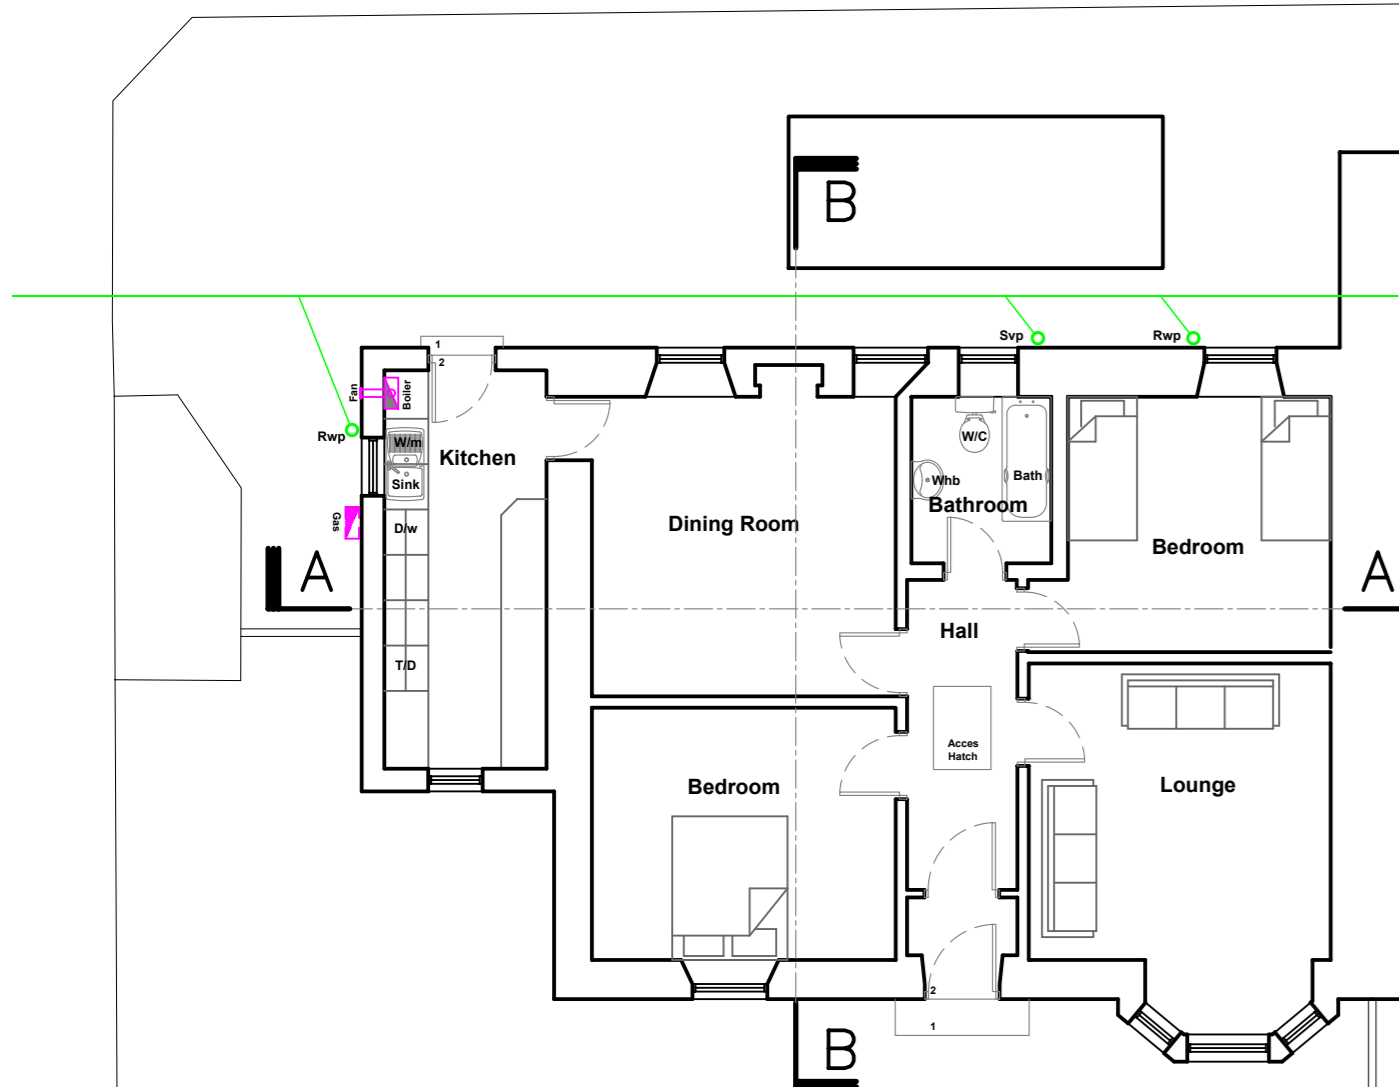 B
Svp
Rwp
1
2
Fan
Boiler
Rwp
W/m
Kitchen
Sink
W/C
Whb
Bath
Bathroom
Gas
D/w
Dining Room
Bedroom
A
A
Hall
T/D
Acces
Hatch
Bedroom
Lounge
2
1
B